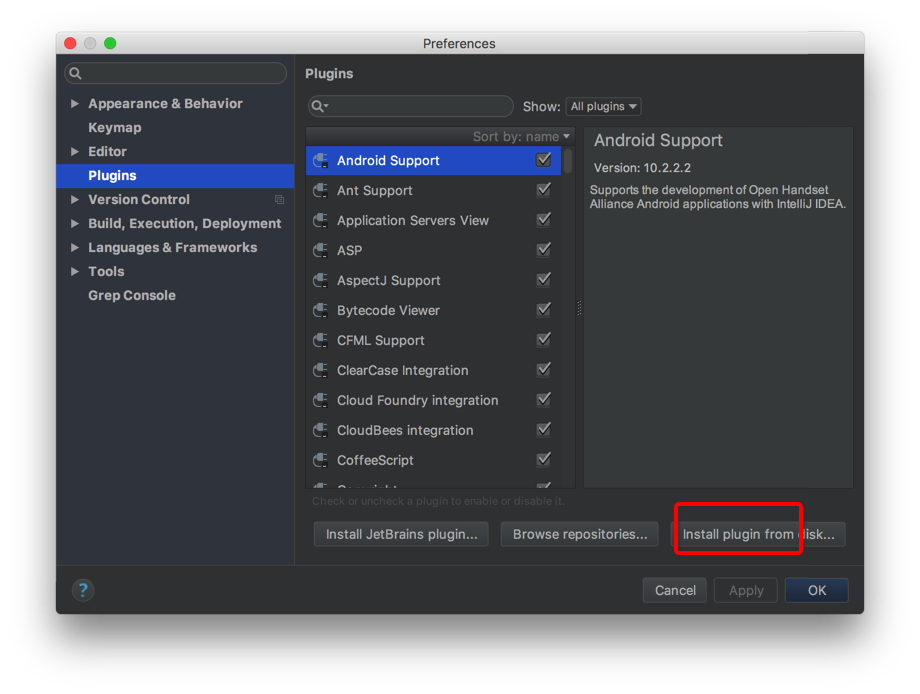 Preferences
Appearance & Behavior
Keymap
Editor
Plugins
Version Control
Build, Execution, Deployment
Languages & Frameworks
Tools
Grep Console
Plugins
Show: All plugins
Sort by: name
Android Support
Ant Support
Application Servers View
ASP
AspectJ Support
Bytecode Viewer
CFML Support
ClearCase Integration
Cloud Foundry integration
CloudBees integration
CoffeeScript
Check or uncheck a plugin to enable or disable it.
Android Support
Version: 10.2.2.2
Supports the development of Open Handset
Alliance Android applications with IntelliJ IDEA.
Install JetBrains plugin... Browse repositories... Install plugin from disk...
? Cancel Apply OK